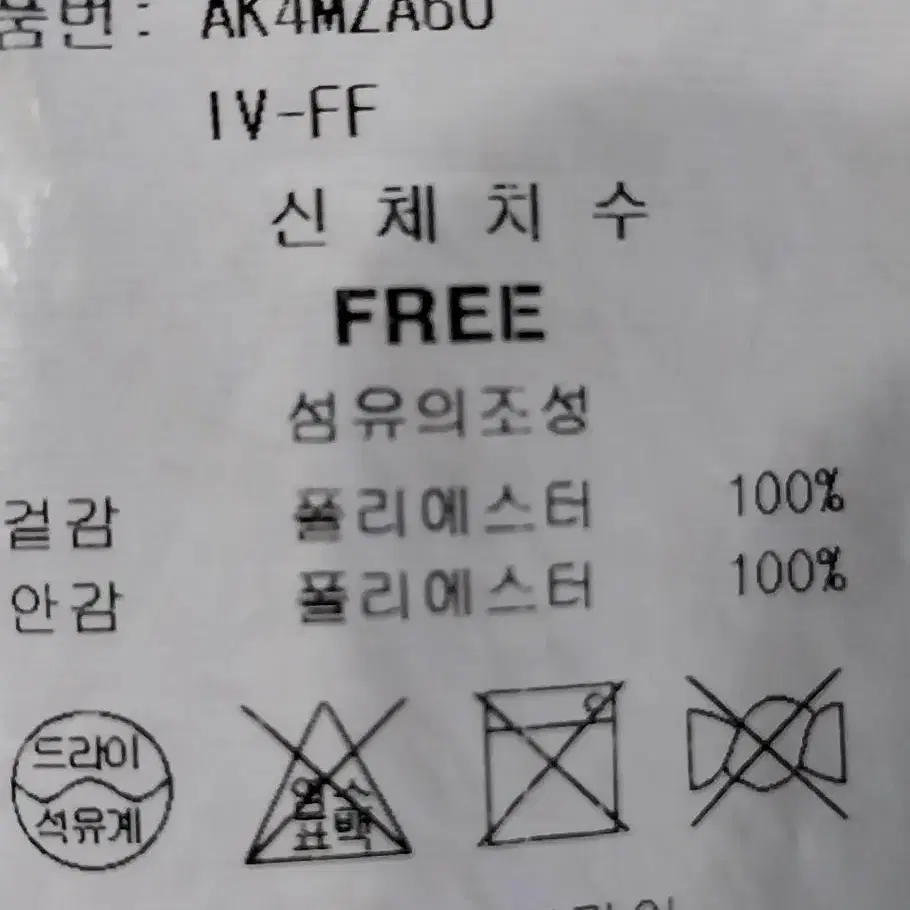 품번: AK4MZA60
IV-FF
신 체 치 수
FREE
섬유의조성
겉감 폴리에스터 100%
안감 폴리에스터 100%
드라이
석유계
염소
표백